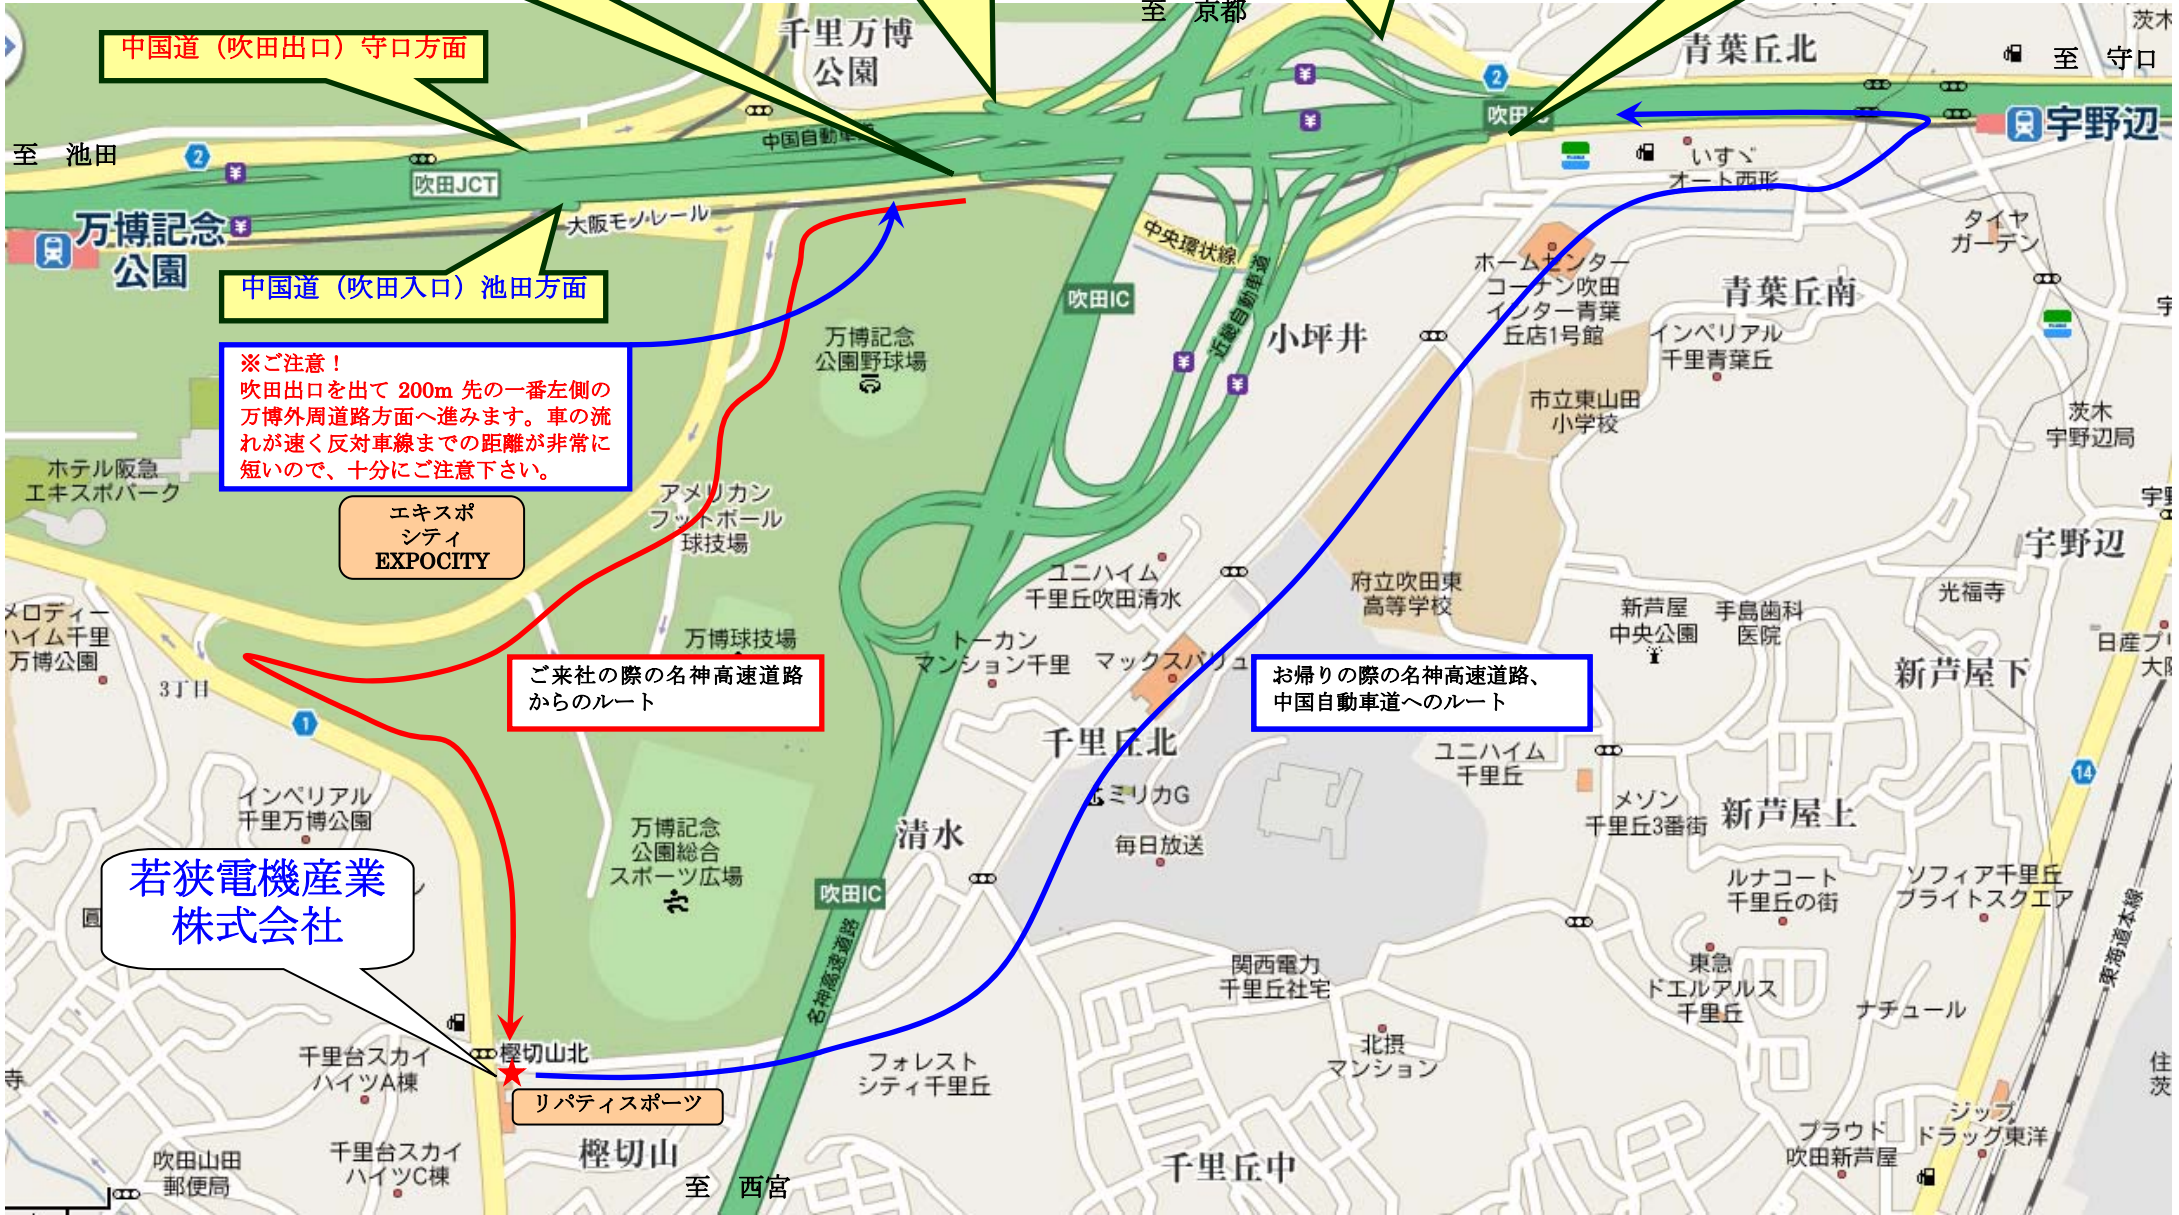 至 京都
茨木
中国道（吹田出口）守口方面
千里万博
公園
青葉丘北
至 守口
2
吹田IC
宇野辺
中国自動車道
至 池田
2
吹田JCT
いすゞ
オート西形
万博記念
公園
大阪モノレール
中央環状線
タイヤ
ガーデン
中国道（吹田入口）池田方面
近畿自動車道
ホームセンター
コーナン吹田
インター青葉
丘店1号館
青葉丘南
吹田IC
小坪井
インペリアル
千里青葉丘
万博記念
公園野球場
※ご注意！
吹田出口を出て 200m 先の一番左側の
万博外周道路方面へ進みます。車の流
れが速く反対車線までの距離が非常に
短いので、十分にご注意下さい。
市立東山田
小学校
茨木
宇野辺局
ホテル阪急
エキスポパーク
アメリカン
フットボール
球技場
エキスポ
シティ
EXPOCITY
宇野辺
ユニハイム
千里丘吹田清水
府立吹田東
高等学校
光福寺
新芦屋
中央公園
手島歯科
医院
メロディー
ハイム千里
万博公園
万博球技場
トーカン
マンション千里
マックスバリュ
日産プリ
大阪
新芦屋下
3丁目
ご来社の際の名神高速道路
からのルート
お帰りの際の名神高速道路、
中国自動車道へのルート
1
千里丘北
ユニハイム
千里丘
14
インペリアル
千里万博公園
ミリカG
メゾン
千里丘3番街
新芦屋上
万博記念
公園総合
スポーツ広場
清水
毎日放送
若狭電機産業
株式会社
ルナコート
千里丘の街
ソフィア千里丘
ブライトスクエア
吹田IC
東海道本線
名神高速道路
関西電力
千里丘社宅
東急
ドエルアルス
千里丘
ナチュール
樫切山北
千里台スカイ
ハイツA棟
フォレスト
シティ千里丘
北摂
マンション
寺
住
茨
リパティスポーツ
ジップ
ドラッグ東洋
プラウド
吹田新芦屋
樫切山
千里台スカイ
ハイツC棟
吹田山田
郵便局
千里丘中
至 西宮